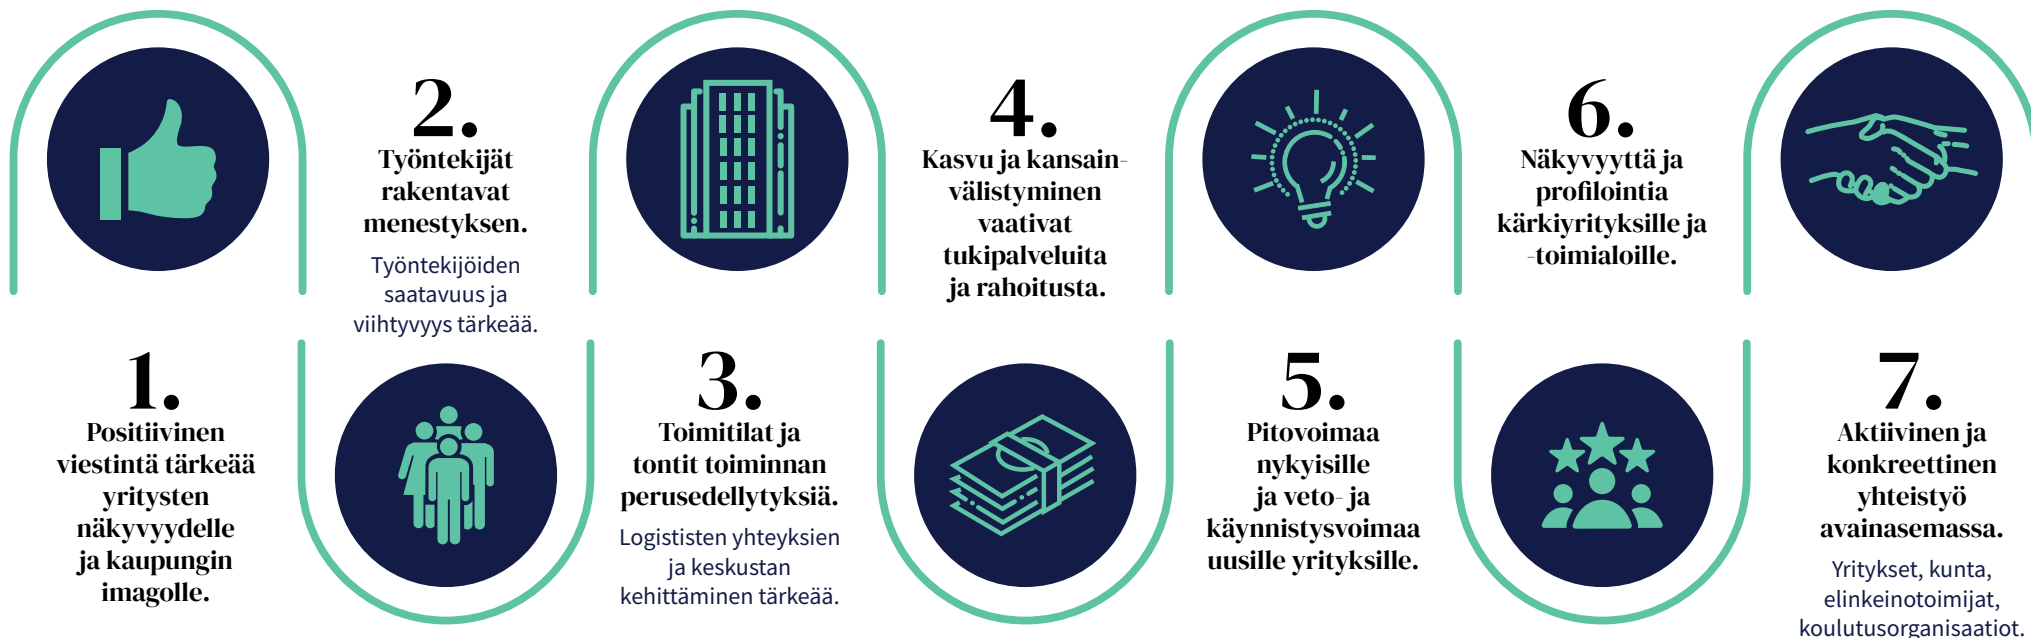 1.
Positiivinen
viestintä tärkeää
yritysten
näkyvyydelle
ja kaupungin
imagolle.
2.
Työntekijät
rakentavat
menestyksen.
Työntekijöiden
saatavuus ja
viihtyvyys tärkeää.
3.
Toimitilat ja
tontit toiminnan
perusedellytyksiä.
Logististen yhteyksien
ja keskustan
kehittäminen tärkeää.
4.
Kasvu ja kansain-
välistyminen
vaativat
tukipalveluita
ja rahoitusta.
5.
Pitovoimaa
nykyisille
ja veto- ja
käynnistysvoimaa
uusille yrityksille.
6.
Näkyvyyttä ja
profilointia
kärkiyrityksille ja
-toimialoille.
7.
Aktiivinen ja
konkreettinen
yhteistyö
avainasemassa.
Yritykset, kunta,
elinkeinotoimijat,
koulutusorganisaatiot.